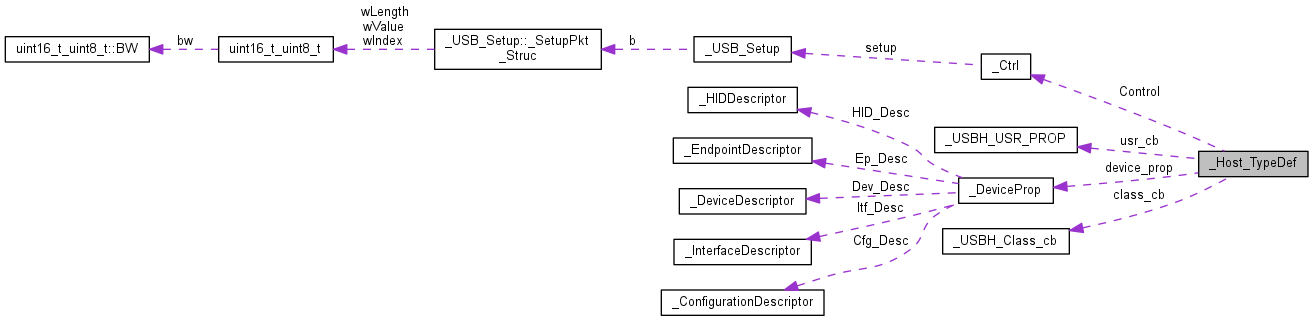 wLength
wValue
wIndex
uint16_t_uint8_t::BW
bw
uint16_t_uint8_t
_USB_Setup::_SetupPkt
_Struc
b
_USB_Setup
setup
_Ctrl
Control
_HIDDescriptor
HID_Desc
_USBH_USR_PROP
usr_cb
_EndpointDescriptor
Ep_Desc
_Host_TypeDef
device_prop
_DeviceProp
_DeviceDescriptor
Dev_Desc
class_cb
Itf_Desc
_InterfaceDescriptor
Cfg_Desc
_USBH_Class_cb
_ConfigurationDescriptor